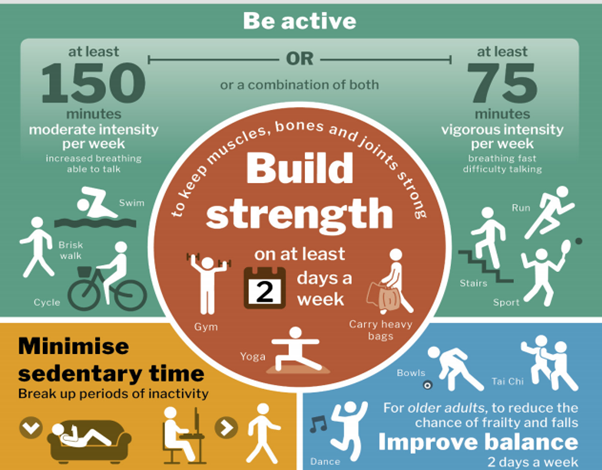 Be active
at least
150
minutes
moderate intensity
per week
increased breathing
able to talk
OR
or a combination of both
at least
75
minutes
vigorous intensity
per week
breathing fast
difficulty talking
Swim
Brisk
walk
Cycle
to keep muscles, bones and joints strong
Build
strength
on at least
2
days a
week
Gym
Yoga
Carry heavy
bags
Run
Stairs
Sport
Minimise
sedentary time
Break up periods of inactivity
Bowls
Tai Chi
Dance
For older adults, to reduce the
chance of frailty and falls
Improve balance
2 days a week